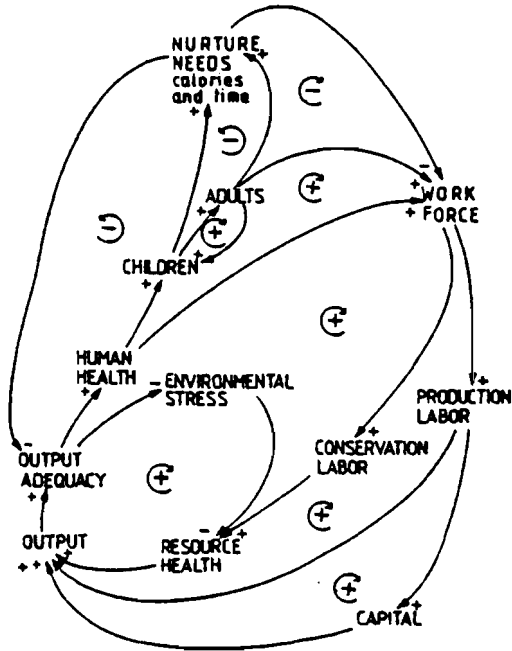 NURTURE
NEEDS
calories
and time
ADULTS
WORK
FORCE
CHILDREN
HUMAN
HEALTH
ENVIRONMENTAL
STRESS
PRODUCTION
LABOR
CONSERVATION
LABOR
OUTPUT
ADEQUACY
OUTPUT
RESOURCE
HEALTH
CAPITAL